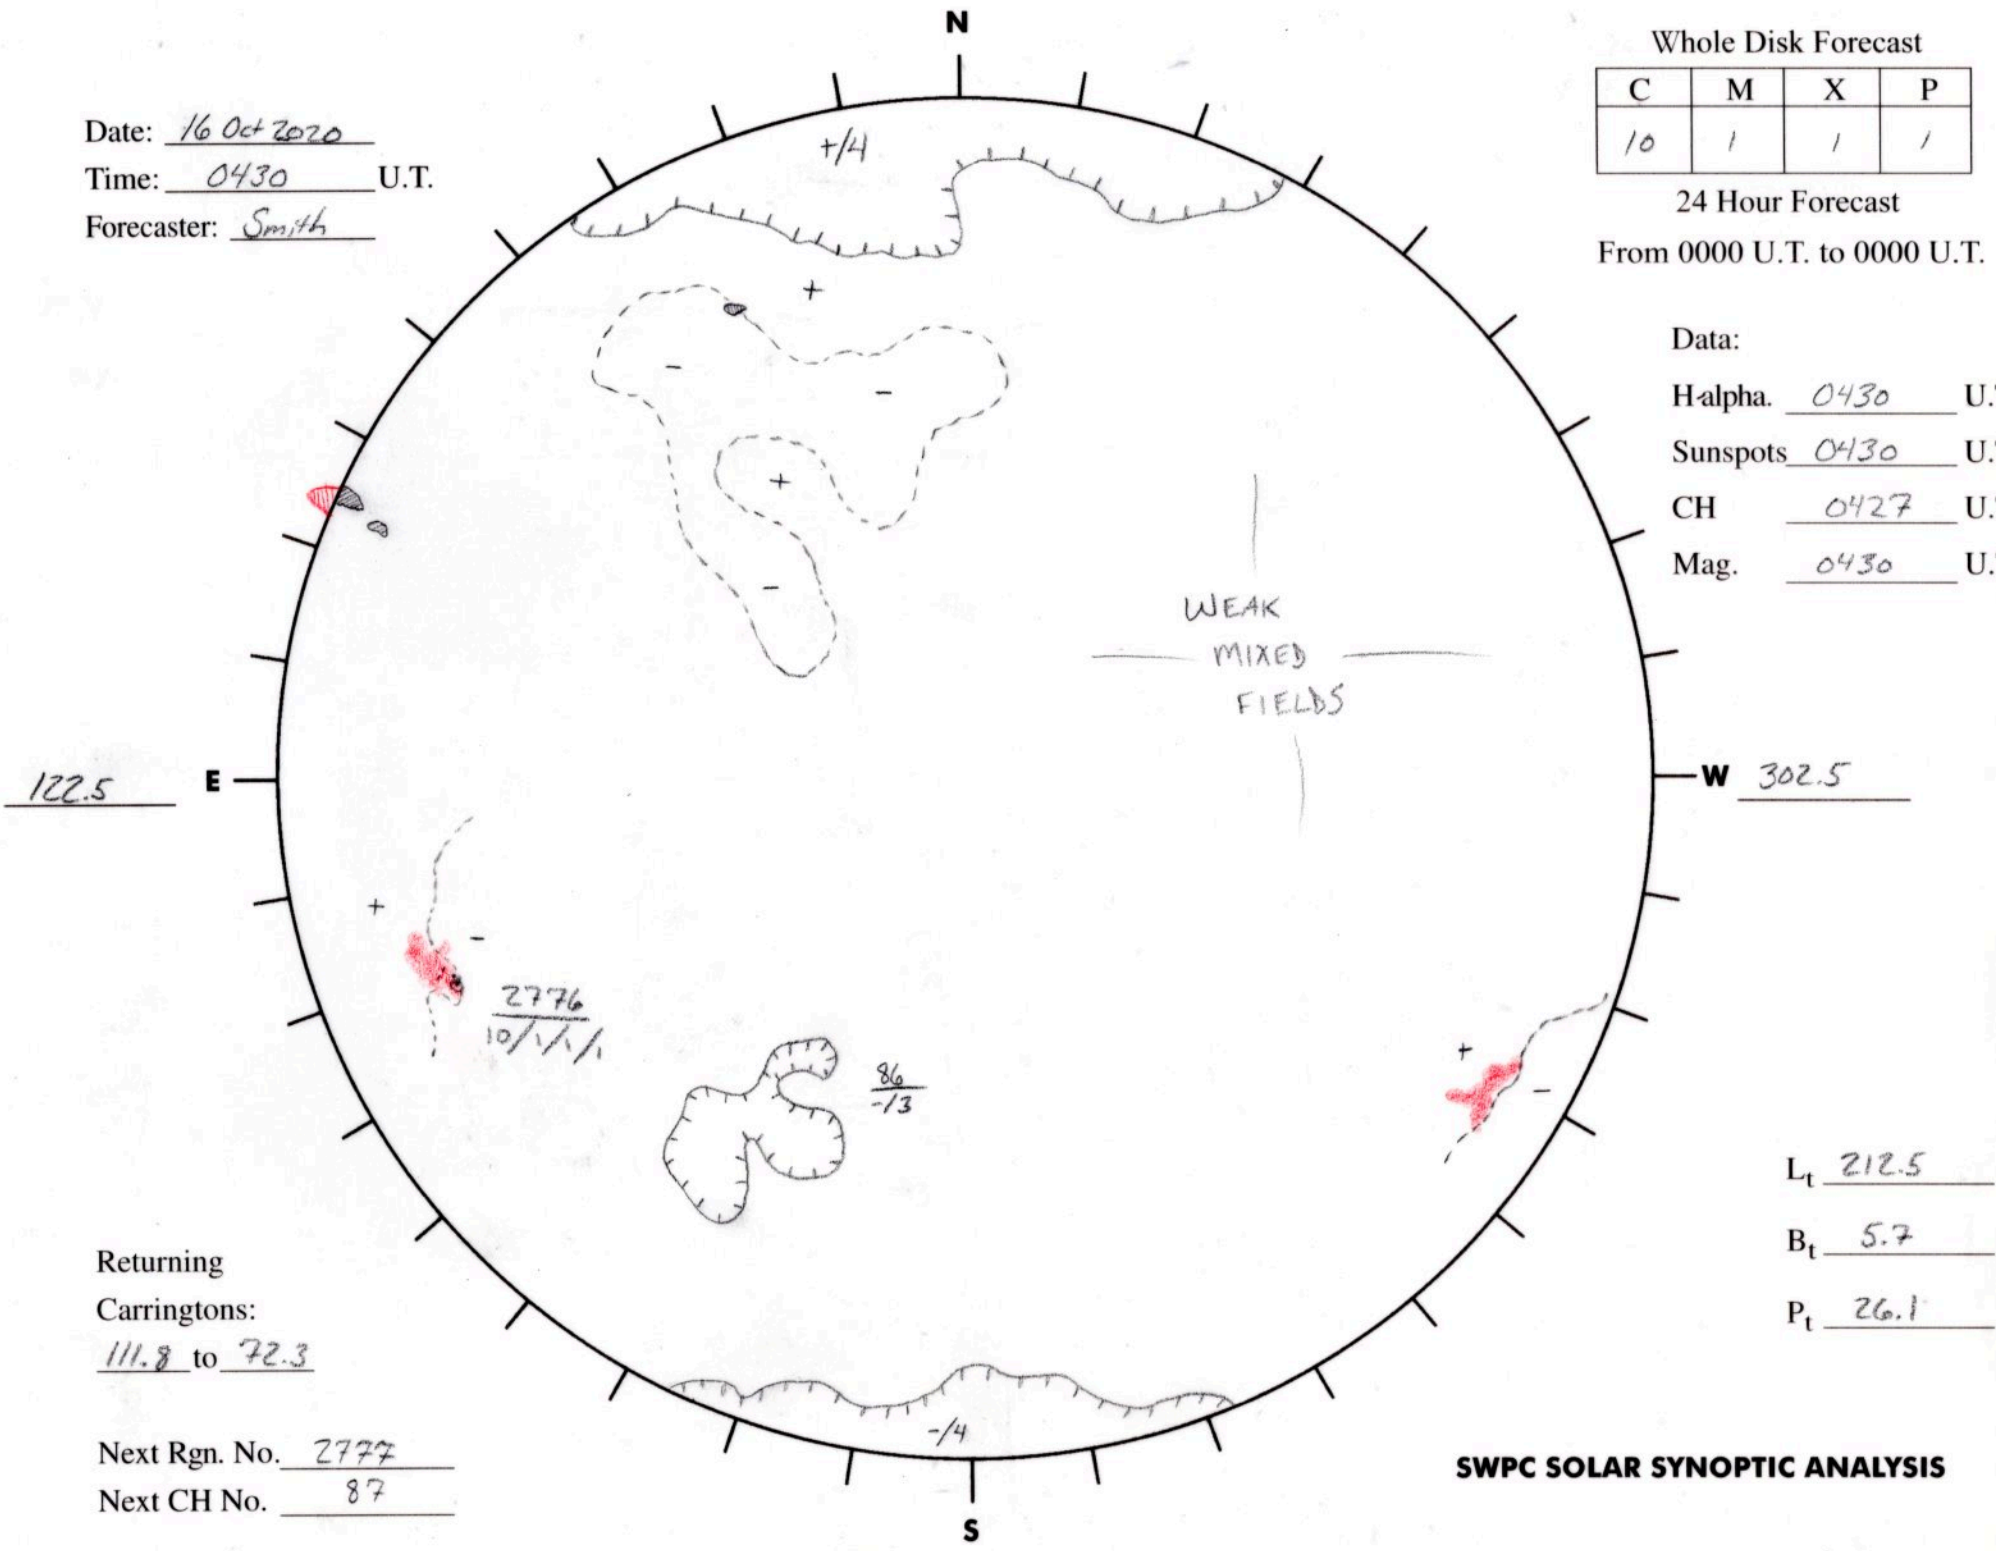 N
Whole Disk Forecast
C M X P
10 1 1 1
24 Hour Forecast
From 0000 U.T. to 0000 U.T.
Date: 16 Oct 2020
Time: 0430 U.T.
Forecaster: Smith
+/4
+
-
-
+
-
Data:
H-alpha. 0430 U.T
Sunspots 0430 U.T
CH 0427 U.T
Mag. 0430 U.T
WEAK
MIXED
FIELDS
122.5 E
W 302.5
+
-
2776
10/1/1/1
86
-/3
+
-
Lt 212.5
Bt 5.7
Pt 26.1
Returning
Carringtons:
111.8 to 72.3
-/4
Next Rgn. No. 2777
Next CH No. 87
SWPC SOLAR SYNOPTIC ANALYSIS
S